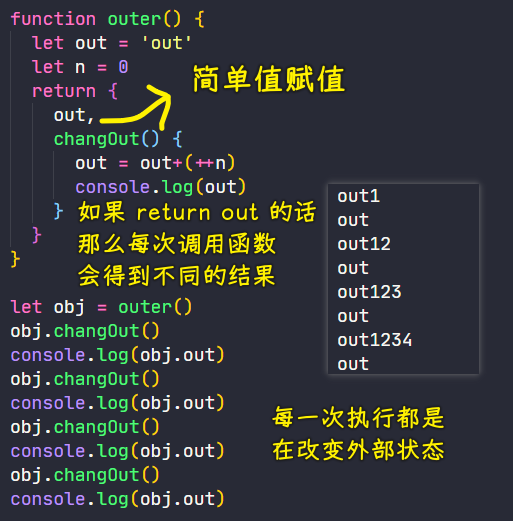 function outer() {
let out = 'out'
let n = 0
return {
简单值赋值
out,
changOut() {
out = out+(++n)
console.log(out)
}
如果 return out 的话
那么每次调用函数
会得到不同的结果
}
}
out1
out
out12
out
out123
out
out1234
out
let obj = outer()
obj.changOut()
console.log(obj.out)
obj.changOut()
console.log(obj.out)
obj.changOut()
console.log(obj.out)
obj.changOut()
console.log(obj.out)
每一次执行都是
在改变外部状态